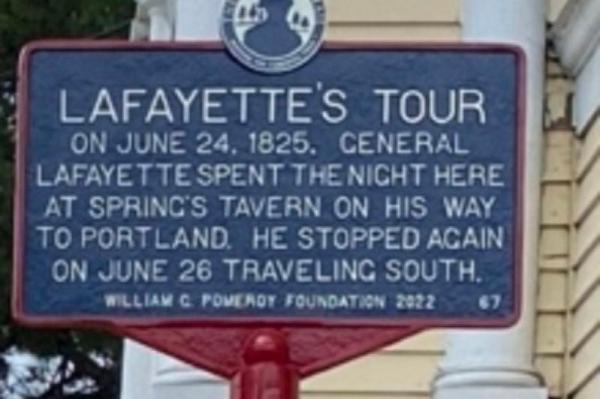 LAFAYETTE'S TOUR
ON JUNE 24, 1825, GENERAL
LAFAYETTE SPENT THE NIGHT HERE
AT SPRING'S TAVERN ON HIS WAY
TO PORTLAND. HE STOPPED AGAIN
ON JUNE 26 TRAVELING SOUTH.
WILLIAM G. POMEROY FOUNDATION 2022 67